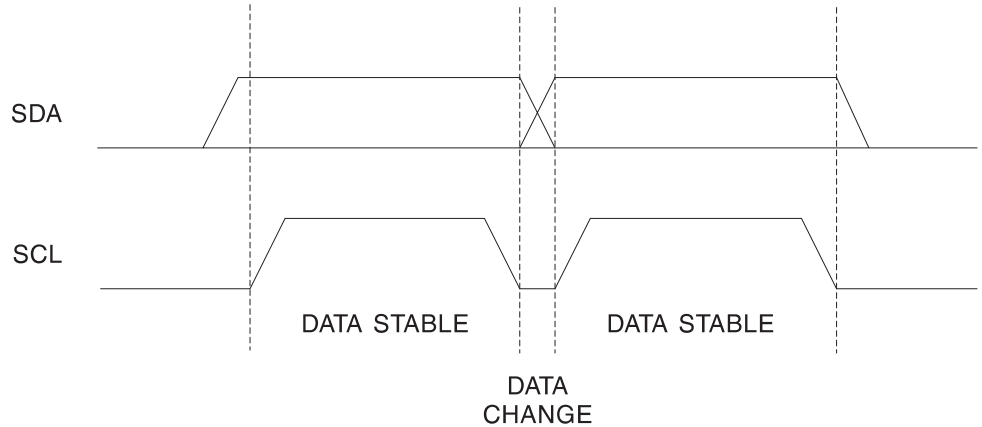 SDA
SCL
DATA STABLE DATA STABLE
DATA
CHANGE